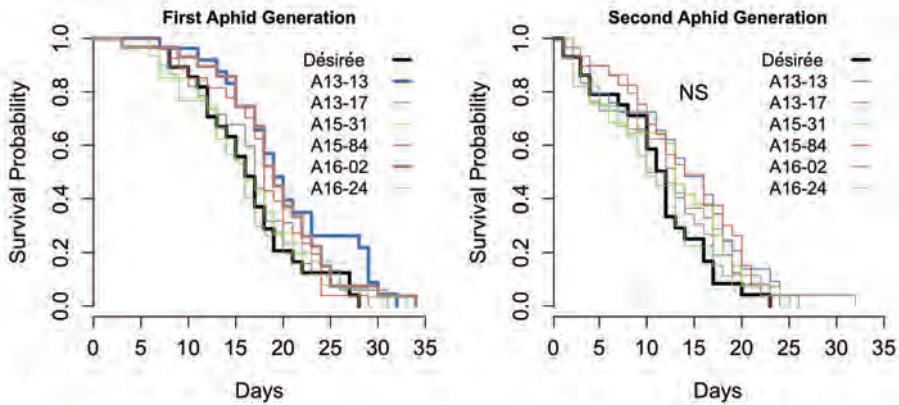 First Aphid Generation
Survival Probability
1.0
0.8
0.6
0.4
0.2
0.0
Désirée
A13-13
A13-17
A15-31
A15-84
A16-02
A16-24
0 5 10 15 20 25 30 35
Days
Second Aphid Generation
Survival Probability
1.0
0.8
0.6
0.4
0.2
0.0
NS
Désirée
A13-13
A13-17
A15-31
A15-84
A16-02
A16-24
0 5 10 15 20 25 30 35
Days